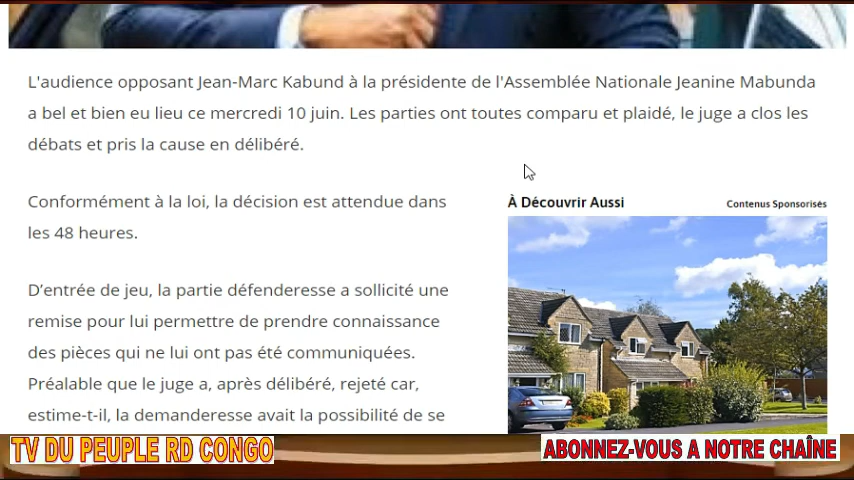 L'audience opposant Jean-Marc Kabund à la présidente de l'Assemblée Nationale Jeanine Mabunda
a bel et bien eu lieu ce mercredi 10 juin. Les parties ont toutes comparu et plaidé, le juge a clos les
débats et pris la cause en délibéré.
Conformément à la loi, la décision est attendue dans
les 48 heures.
D'entrée de jeu, la partie défenderesse a sollicité une
remise pour lui permettre de prendre connaissance
des pièces qui ne lui ont pas été communiquées.
Préalable que le juge a, après délibéré, rejeté car,
estime-t-il, la demanderesse avait la possibilité de se
À Découvrir Aussi
Contenus Sponsorisés
TV DU PEUPLE RD CONGO
ABONNEZ-VOUS A NOTRE CHAÎNE